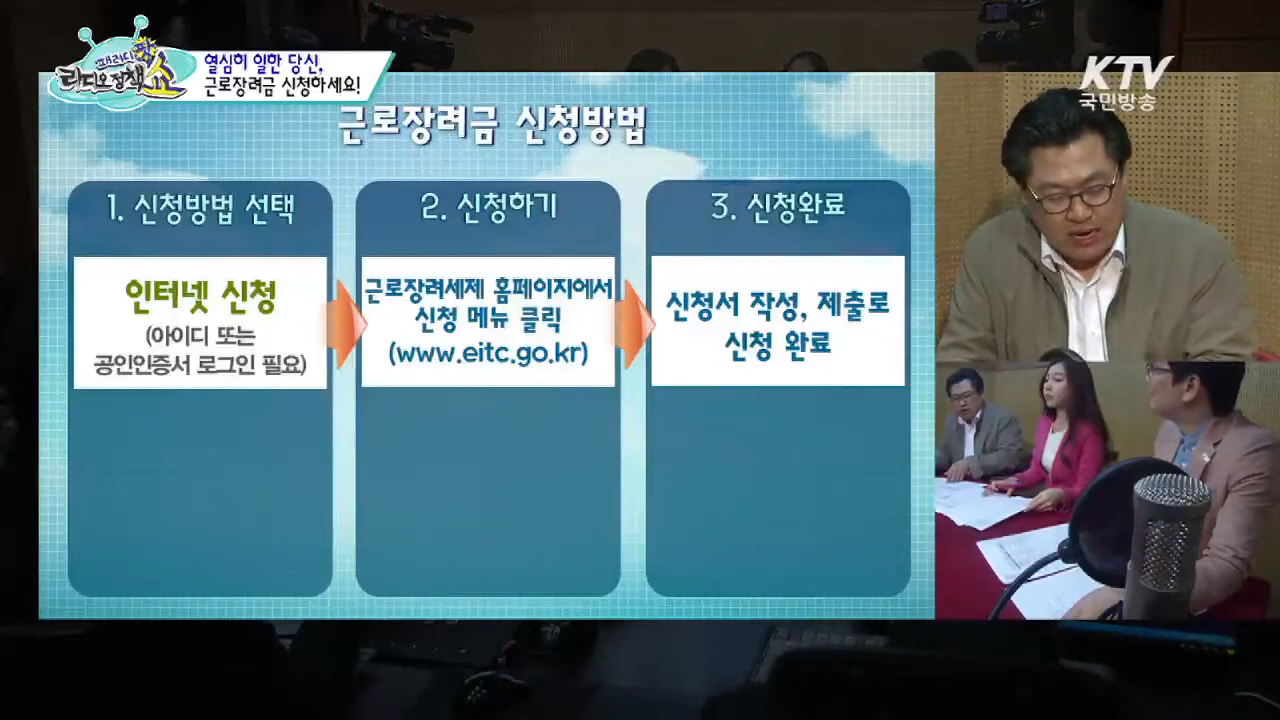 패러디팍
라디오정책쇼
열심히 일한 당신,
근로장려금 신청하세요!
KTV
국민방송
근로장려금 신청방법
1. 신청방법 선택
인터넷 신청
(아이디 또는
공인인증서 로그인 필요)
2. 신청하기
근로장려세제 홈페이지에서
신청 메뉴 클릭
(www.eitc.go.kr)
3. 신청완료
신청서 작성, 제출로
신청 완료